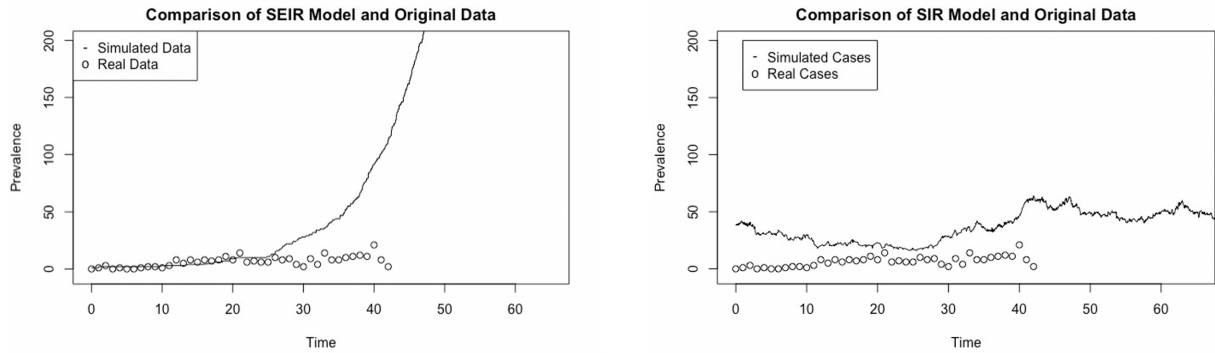 Comparison of SEIR Model and Original Data
- Simulated Data
o Real Data
200
150
100
50
0
Prevalence
0 10 20 30 40 50 60
Time
Comparison of SIR Model and Original Data
- Simulated Cases
o Real Cases
200
150
100
50
0
Prevalence
0 10 20 30 40 50 60
Time